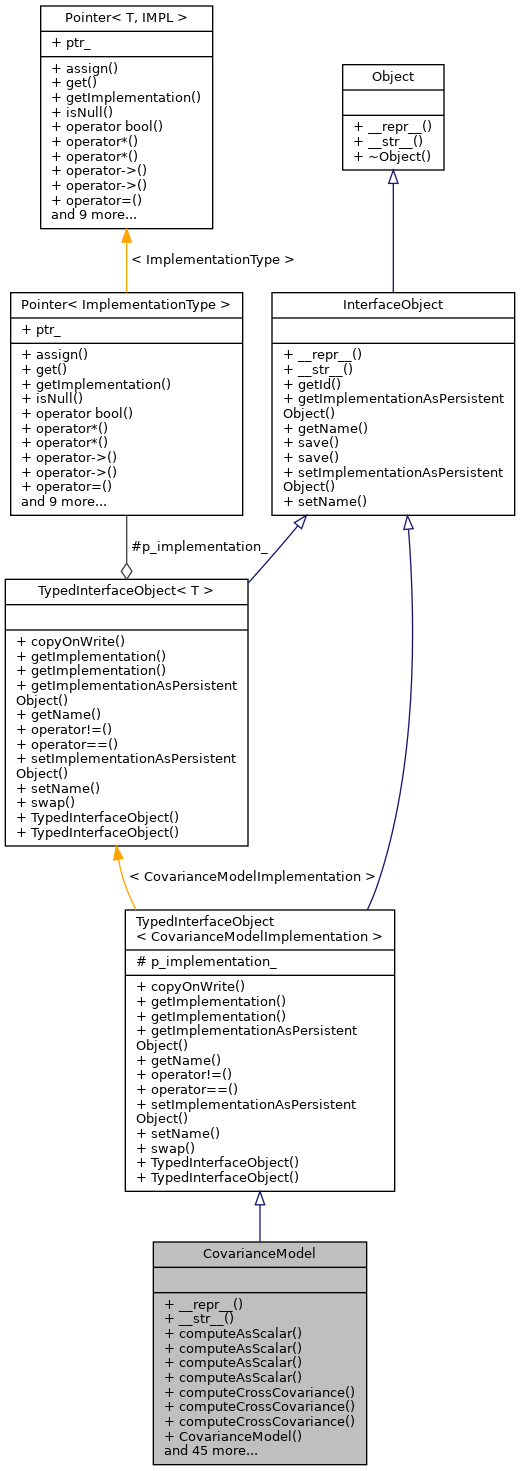 Pointer< T, IMPL >
+ ptr_
+ assign()
+ get()
+ getImplementation()
+ isNull()
+ operator bool()
+ operator*()
+ operator*()
+ operator->()
+ operator->()
+ operator=()
and 9 more...
Object
+ __repr__()
+ __str__()
+ ~Object()
< ImplementationType >
Pointer< ImplementationType >
+ ptr_
+ assign()
+ get()
+ getImplementation()
+ isNull()
+ operator bool()
+ operator*()
+ operator*()
+ operator->()
+ operator->()
+ operator=()
and 9 more...
InterfaceObject
+ __repr__()
+ __str__()
+ getId()
+ getImplementationAsPersistent
Object()
+ getName()
+ save()
+ save()
+ setImplementationAsPersistent
Object()
+ setName()
#p_implementation_
TypedInterfaceObject< T >
+ copyOnWrite()
+ getImplementation()
+ getImplementation()
+ getImplementationAsPersistent
Object()
+ getName()
+ operator!=()
+ operator==()
+ setImplementationAsPersistent
Object()
+ setName()
+ swap()
+ TypedInterfaceObject()
+ TypedInterfaceObject()
< CovarianceModelImplementation >
TypedInterfaceObject
< CovarianceModelImplementation >
# p_implementation_
+ copyOnWrite()
+ getImplementation()
+ getImplementation()
+ getImplementationAsPersistent
Object()
+ getName()
+ operator!=()
+ operator==()
+ setImplementationAsPersistent
Object()
+ setName()
+ swap()
+ TypedInterfaceObject()
+ TypedInterfaceObject()
CovarianceModel
+ __repr__()
+ __str__()
+ computeAsScalar()
+ computeAsScalar()
+ computeAsScalar()
+ computeAsScalar()
+ computeCrossCovariance()
+ computeCrossCovariance()
+ computeCrossCovariance()
+ CovarianceModel()
and 45 more...